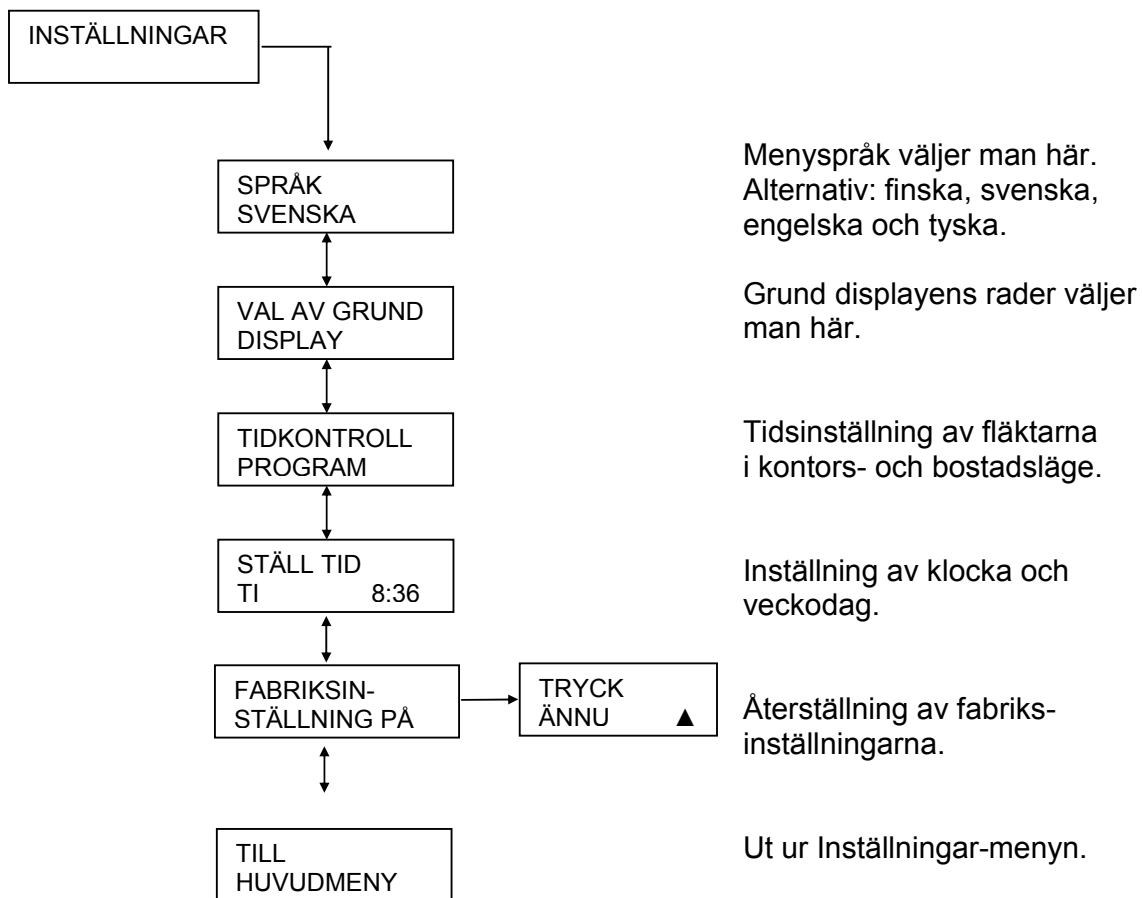 INSTÄLLNINGAR
SPRÅK
SVENSKA
Menyspråk väljer man här.
Alternativ: finska, svenska,
engelska och tyska.
VAL AV GRUND
DISPLAY
Grund displayens rader väljer
man här.
TIDKONTROLL
PROGRAM
Tidsinställning av fläktarna
i kontors- och bostadsläge.
STÄLL TID
TI 8:36
Inställning av klocka och
veckodag.
FABRIKSIN-
STÄLLNING PÅ
TRYCK
ÄNNU ▲
Återställning av fabriks-
inställningarna.
TILL
HUVUDMENY
Ut ur Inställningar-menyn.